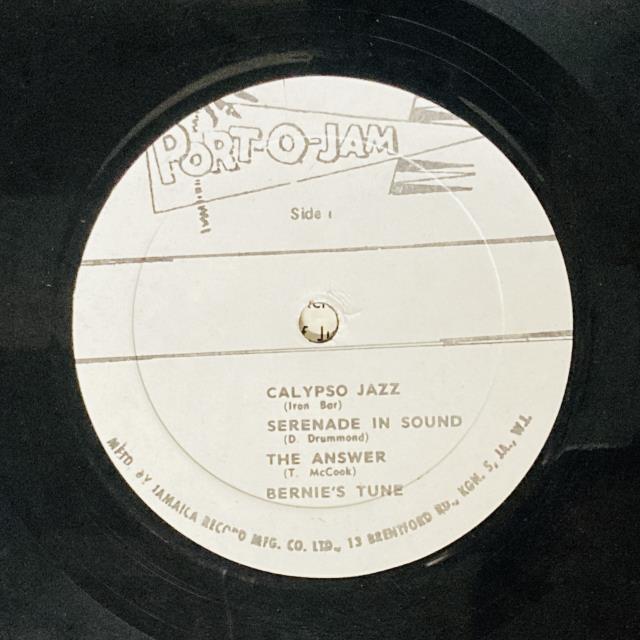 PORT-O-JAM
Side 1
CALYPSO JAZZ
(Iron Bar)
SERENADE IN SOUND
(D. Drummond)
THE ANSWER
(T. McCook)
BERNIE'S TUNE
MFTD. BY JAMAICA RECORD MFG. CO. LTD., 13 BRENTFORD RD., KGN. 5, JA., W.I.